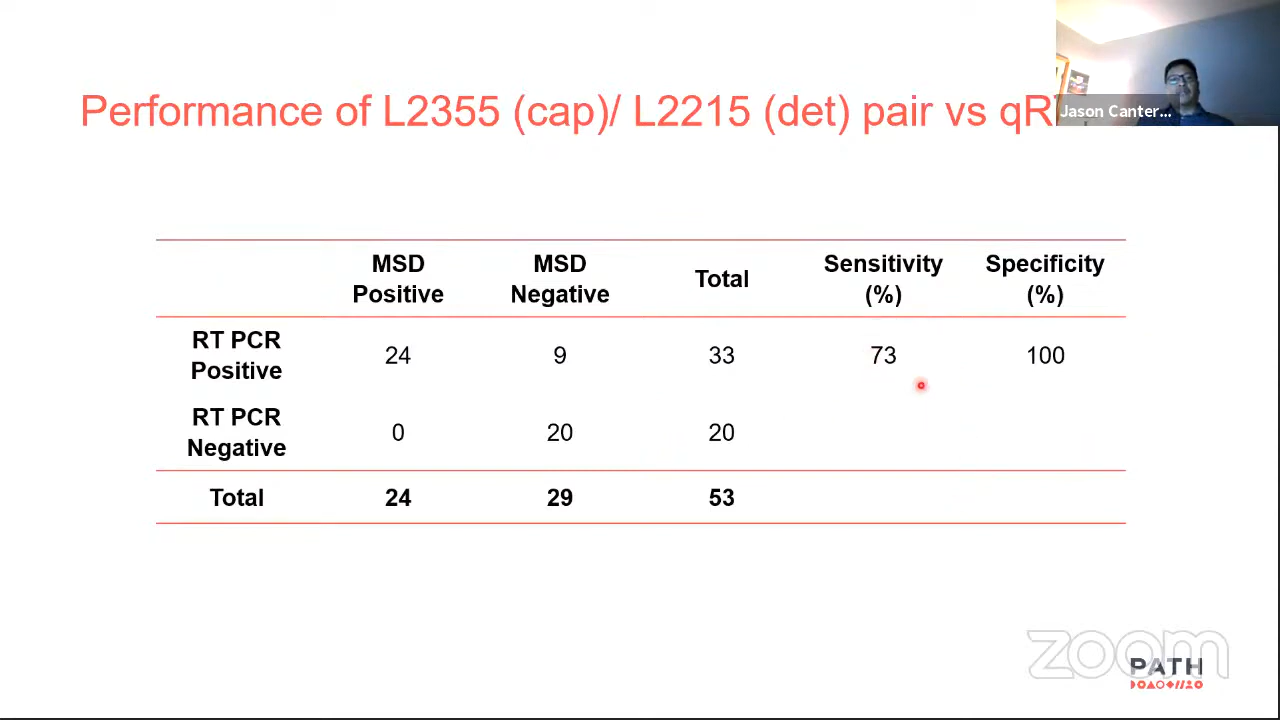 Performance of L2355 (cap)/ L2215 (det) pair vs
Jason Canter...
MSD Positive
MSD Negative
Total
Sensitivity (%)
Specificity (%)
RT PCR Positive
24
9
33
73
100
RT PCR Negative
0
20
20
Total
24
29
53
zoom
PATH